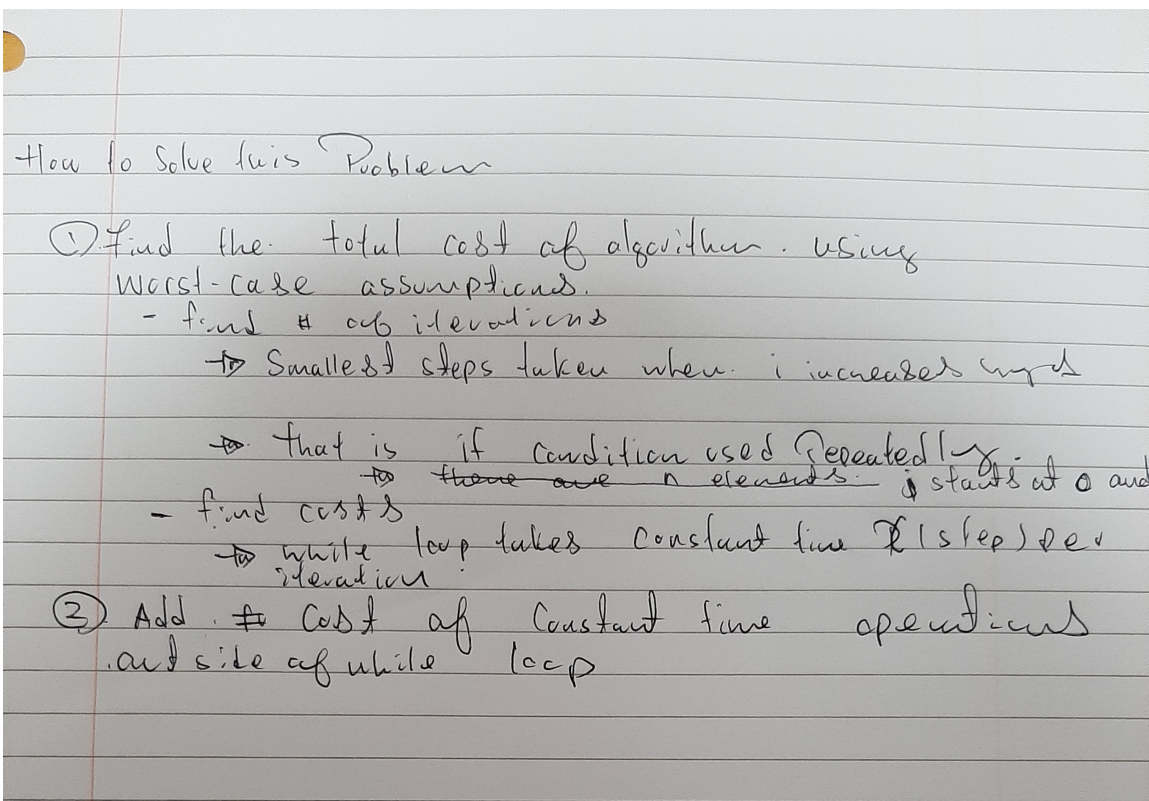 How to Solve this Problem
① find the total cost of algorithm. using
worst-case assumptions.
- find # of iterations
→ Smallest steps taken when i increases
→ that is if condition used repeatedly.
→ there are n elements. i starts at 0 and
- find costs
→ while loop takes constant time (step) per
iteration
② Add # Cost of Constant time operations
outside of while loop